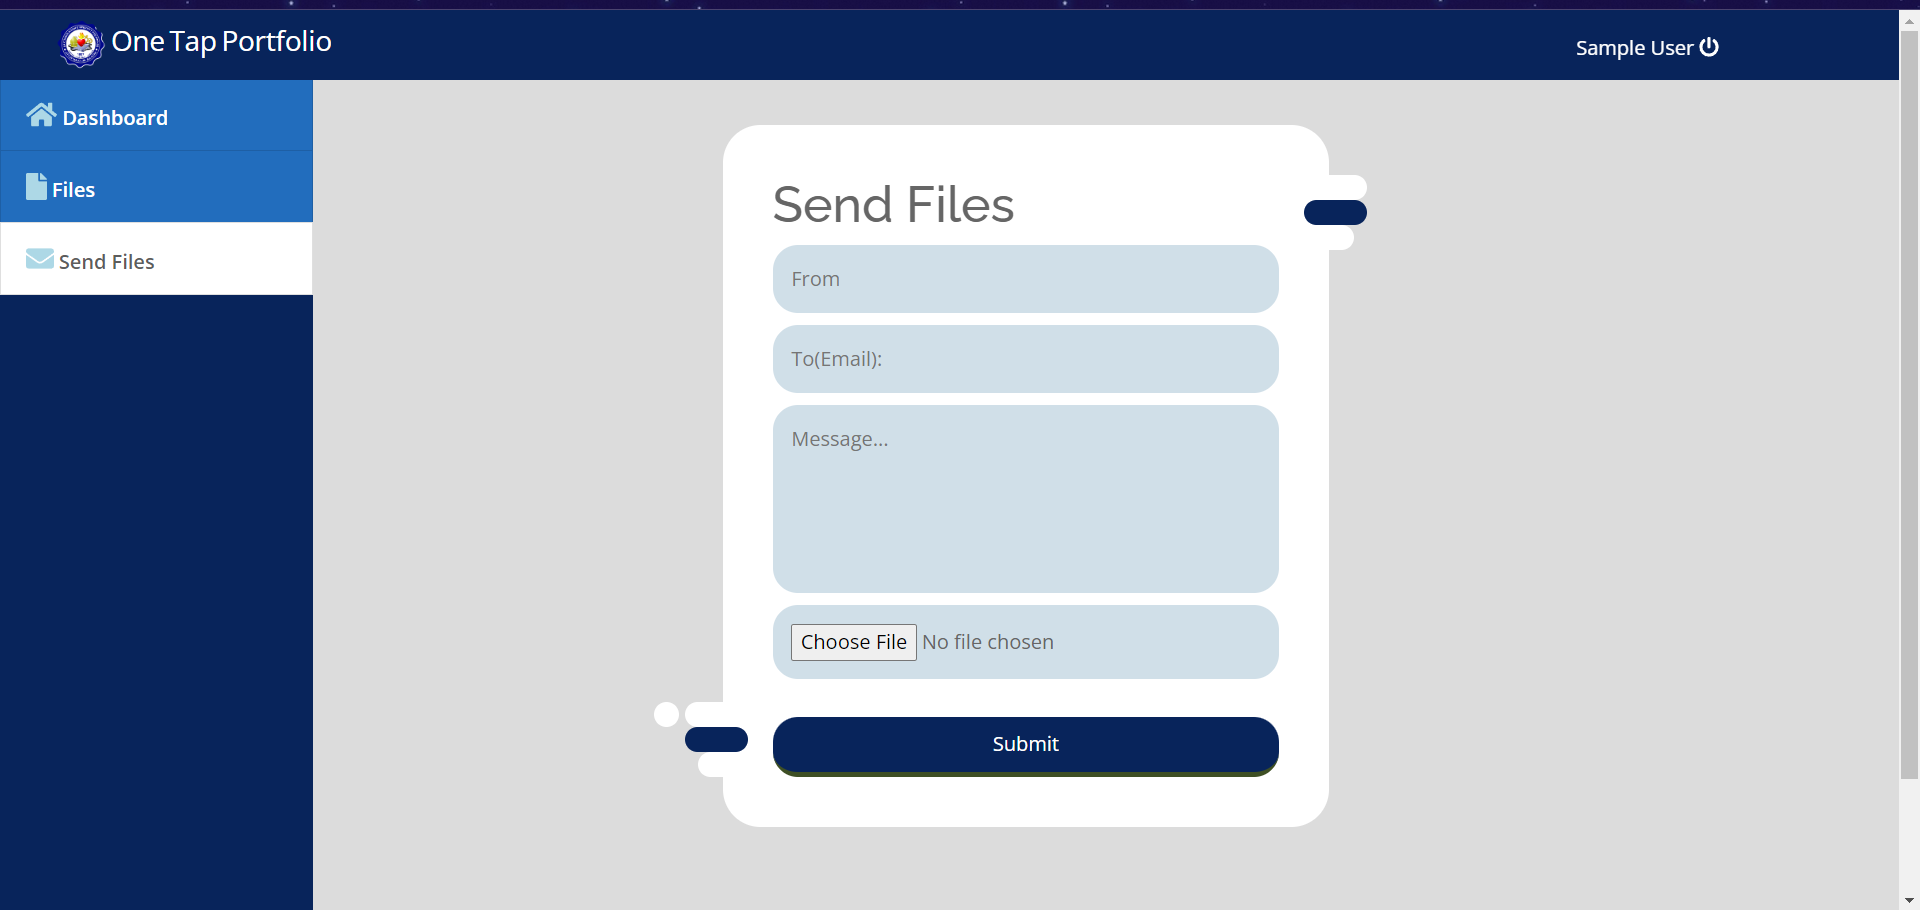 One Tap Portfolio
Sample User
Dashboard
Files
Send Files
Send Files
From
To(Email):
Message...
Choose File No file chosen
Submit